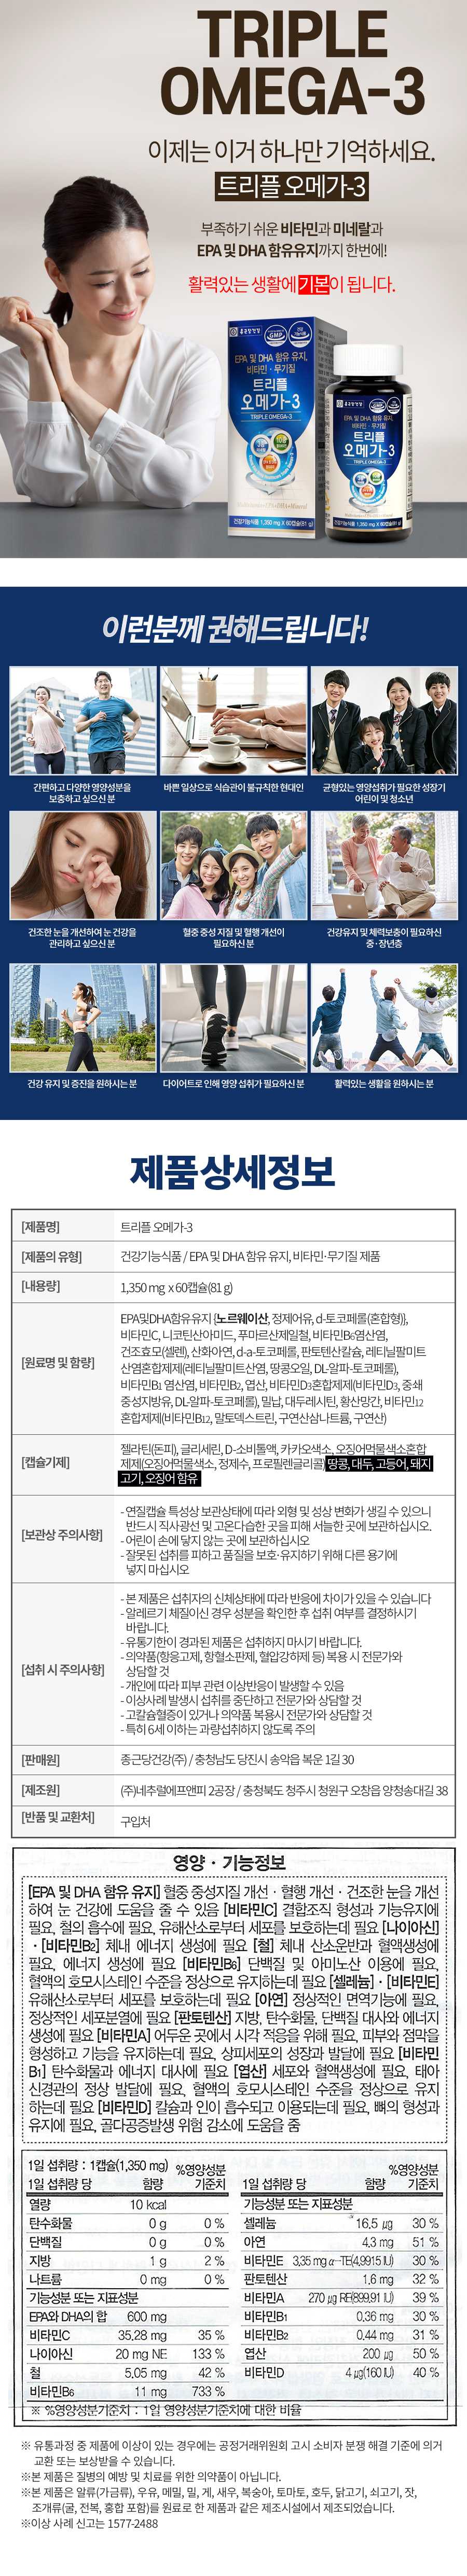 TRIPLE
OMEGA-3
이제는 이거 하나만 기억하세요.
트리플 오메가-3
부족하기 쉬운 비타민과 미네랄과
EPA 및 DHA 함유유지까지 한번에!
활력있는 생활에 기본이 됩니다.
종근당건강
GMP
EPA 및 DHA 함유 유지,
비타민 · 무기질
트리플
오메가-3
TRIPLE OMEGA-3
건강기능식품 1,350 mg X 60캡슐(81 g)
종근당건강
EPA 및 DHA 함유 유지,
비타민 · 무기질
트리플
오메가-3
TRIPLE OMEGA-3
건강기능식품 1,350 mg X 60캡슐(81 g)
이런분께 권해드립니다!
간편하고 다양한 영양성분을
보충하고 싶으신 분
바쁜 일상으로 식습관이 불규칙한 현대인
균형있는 영양섭취가 필요한 성장기
어린이 및 청소년
건조한 눈을 개선하여 눈 건강을
관리하고 싶으신 분
혈중 중성 지질 및 혈행 개선이
필요하신 분
건강유지 및 체력보충이 필요하신
중 · 장년층
건강 유지 및 증진을 원하시는 분
다이어트로 인해 영양 섭취가 필요하신 분
활력있는 생활을 원하시는 분
제품상세정보
[제품명] 트리플 오메가-3
[제품의 유형] 건강기능식품 / EPA 및 DHA 함유 유지, 비타민·무기질 제품
[내용량] 1,350 mg x 60캡슐(81 g)
[원료명 및 함량]
EPA및DHA함유유지 {노르웨이산, 정제어유, d-토코페롤(혼합형)},
비타민C, 니코틴산아미드, 푸마르산제일철, 비타민B6염산염,
건조효모(셀렌), 산화아연, d-a-토코페롤, 판토텐산칼슘, 레티닐팔미트
산염혼합제제(레티닐팔미트산염, 땅콩오일, DL-알파-토코페롤),
비타민B1 염산염, 비타민B2, 엽산, 비타민D3혼합제제(비타민D3, 중쇄
중성지방유, DL-알파-토코페롤), 밀납, 대두레시틴, 황산망간, 비타민12
혼합제제(비타민B12, 말토덱스트린, 구연산삼나트륨, 구연산)
[캡슐기제]
젤라틴(돈피), 글리세린, D-소비톨액, 카카오색소, 오징어먹물색소혼합
제제(오징어먹물색소, 정제수, 프로필렌글리콜) 땅콩, 대두, 고등어, 돼지
고기, 오징어 함유
[보관상 주의사항]
- 연질캡슐 특성상 보관상태에 따라 외형 및 성상 변화가 생길 수 있으니
반드시 직사광선 및 고온다습한 곳을 피해 서늘한 곳에 보관하십시오.
- 어린이 손에 닿지 않는 곳에 보관하십시오
- 잘못된 섭취를 피하고 품질을 보호·유지하기 위해 다른 용기에
넣지 마십시오
[섭취 시 주의사항]
- 본 제품은 섭취자의 신체상태에 따라 반응에 차이가 있을 수 있습니다
- 알레르기 체질이신 경우 성분을 확인한 후 섭취 여부를 결정하시기
바랍니다.
- 유통기한이 경과된 제품은 섭취하지 마시기 바랍니다.
- 의약품(항응고제, 항혈소판제, 혈압강하제 등) 복용 시 전문가와
상담할 것
- 개인에 따라 피부 관련 이상반응이 발생할 수 있음
- 이상사례 발생시 섭취를 중단하고 전문가와 상담할 것
- 고칼슘혈증이 있거나 의약품 복용시 전문가와 상담할 것
- 특히 6세 이하는 과량섭취하지 않도록 주의
[판매원] 종근당건강(주) / 충청남도 당진시 송악읍 복운 1길 30
[제조원] (주)네추럴에프앤피 2공장 / 충청북도 청주시 청원구 오창읍 양청송대길 38
[반품 및 교환처] 구입처
영양 · 기능정보
[EPA 및 DHA 함유 유지] 혈중 중성지질 개선 · 혈행 개선 · 건조한 눈을 개선
하여 눈 건강에 도움을 줄 수 있음 [비타민C] 결합조직 형성과 기능유지에
필요, 철의 흡수에 필요, 유해산소로부터 세포를 보호하는데 필요 [나이아신]
· [비타민B2] 체내 에너지 생성에 필요 [철] 체내 산소운반과 혈액생성에
필요, 에너지 생성에 필요 [비타민B6] 단백질 및 아미노산 이용에 필요,
혈액의 호모시스테인 수준을 정상으로 유지하는데 필요 [셀레늄] · [비타민E]
유해산소로부터 세포를 보호하는데 필요 [아연] 정상적인 면역기능에 필요,
정상적인 세포분열에 필요 [판토텐산] 지방, 탄수화물, 단백질 대사와 에너지
생성에 필요 [비타민A] 어두운 곳에서 시각 적응을 위해 필요, 피부와 점막을
형성하고 기능을 유지하는데 필요, 상피세포의 성장과 발달에 필요 [비타민
B1] 탄수화물과 에너지 대사에 필요 [엽산] 세포와 혈액생성에 필요, 태아
신경관의 정상 발달에 필요, 혈액의 호모시스테인 수준을 정상으로 유지
하는데 필요 [비타민D] 칼슘과 인이 흡수되고 이용되는데 필요, 뼈의 형성과
유지에 필요, 골다공증발생 위험 감소에 도움을 줌
1일 섭취량 : 1캡슐(1,350 mg)
1일 섭취량 당 함량 %영양성분 기준치
열량 10 kcal
탄수화물 0 g 0 %
단백질 0 g 0 %
지방 1 g 2 %
나트륨 0 mg 0 %
기능성분 또는 지표성분
EPA와 DHA의 합 600 mg
비타민C 35,28 mg 35 %
나이아신 20 mg NE 133 %
철 5,05 mg 42 %
비타민B6 11 mg 733 %
1일 섭취량 당 함량 %영양성분 기준치
기능성분 또는 지표성분
셀레늄 16,5 μg 30 %
아연 4,3 mg 51 %
비타민E 3,35 mg α-TE(4,9915 IU) 30 %
판토텐산 1,6 mg 32 %
비타민A 270 μg RE(899,91 IU) 39 %
비타민B1 0,36 mg 30 %
비타민B2 0,44 mg 31 %
엽산 200 μg 50 %
비타민D 4 μg(160 IU) 40 %
※ %영양성분기준치 : 1일 영양성분기준치에 대한 비율
※ 유통과정 중 제품에 이상이 있는 경우에는 공정거래위원회 고시 소비자 분쟁 해결 기준에 의거
교환 또는 보상받을 수 있습니다.
※본 제품은 질병의 예방 및 치료를 위한 의약품이 아닙니다.
※본 제품은 알류(가금류), 우유, 메밀, 밀, 게, 새우, 복숭아, 토마토, 호두, 닭고기, 쇠고기, 잣,
조개류(굴, 전복, 홍합 포함)를 원료로 한 제품과 같은 제조시설에서 제조되었습니다.
※이상 사례 신고는 1577-2488